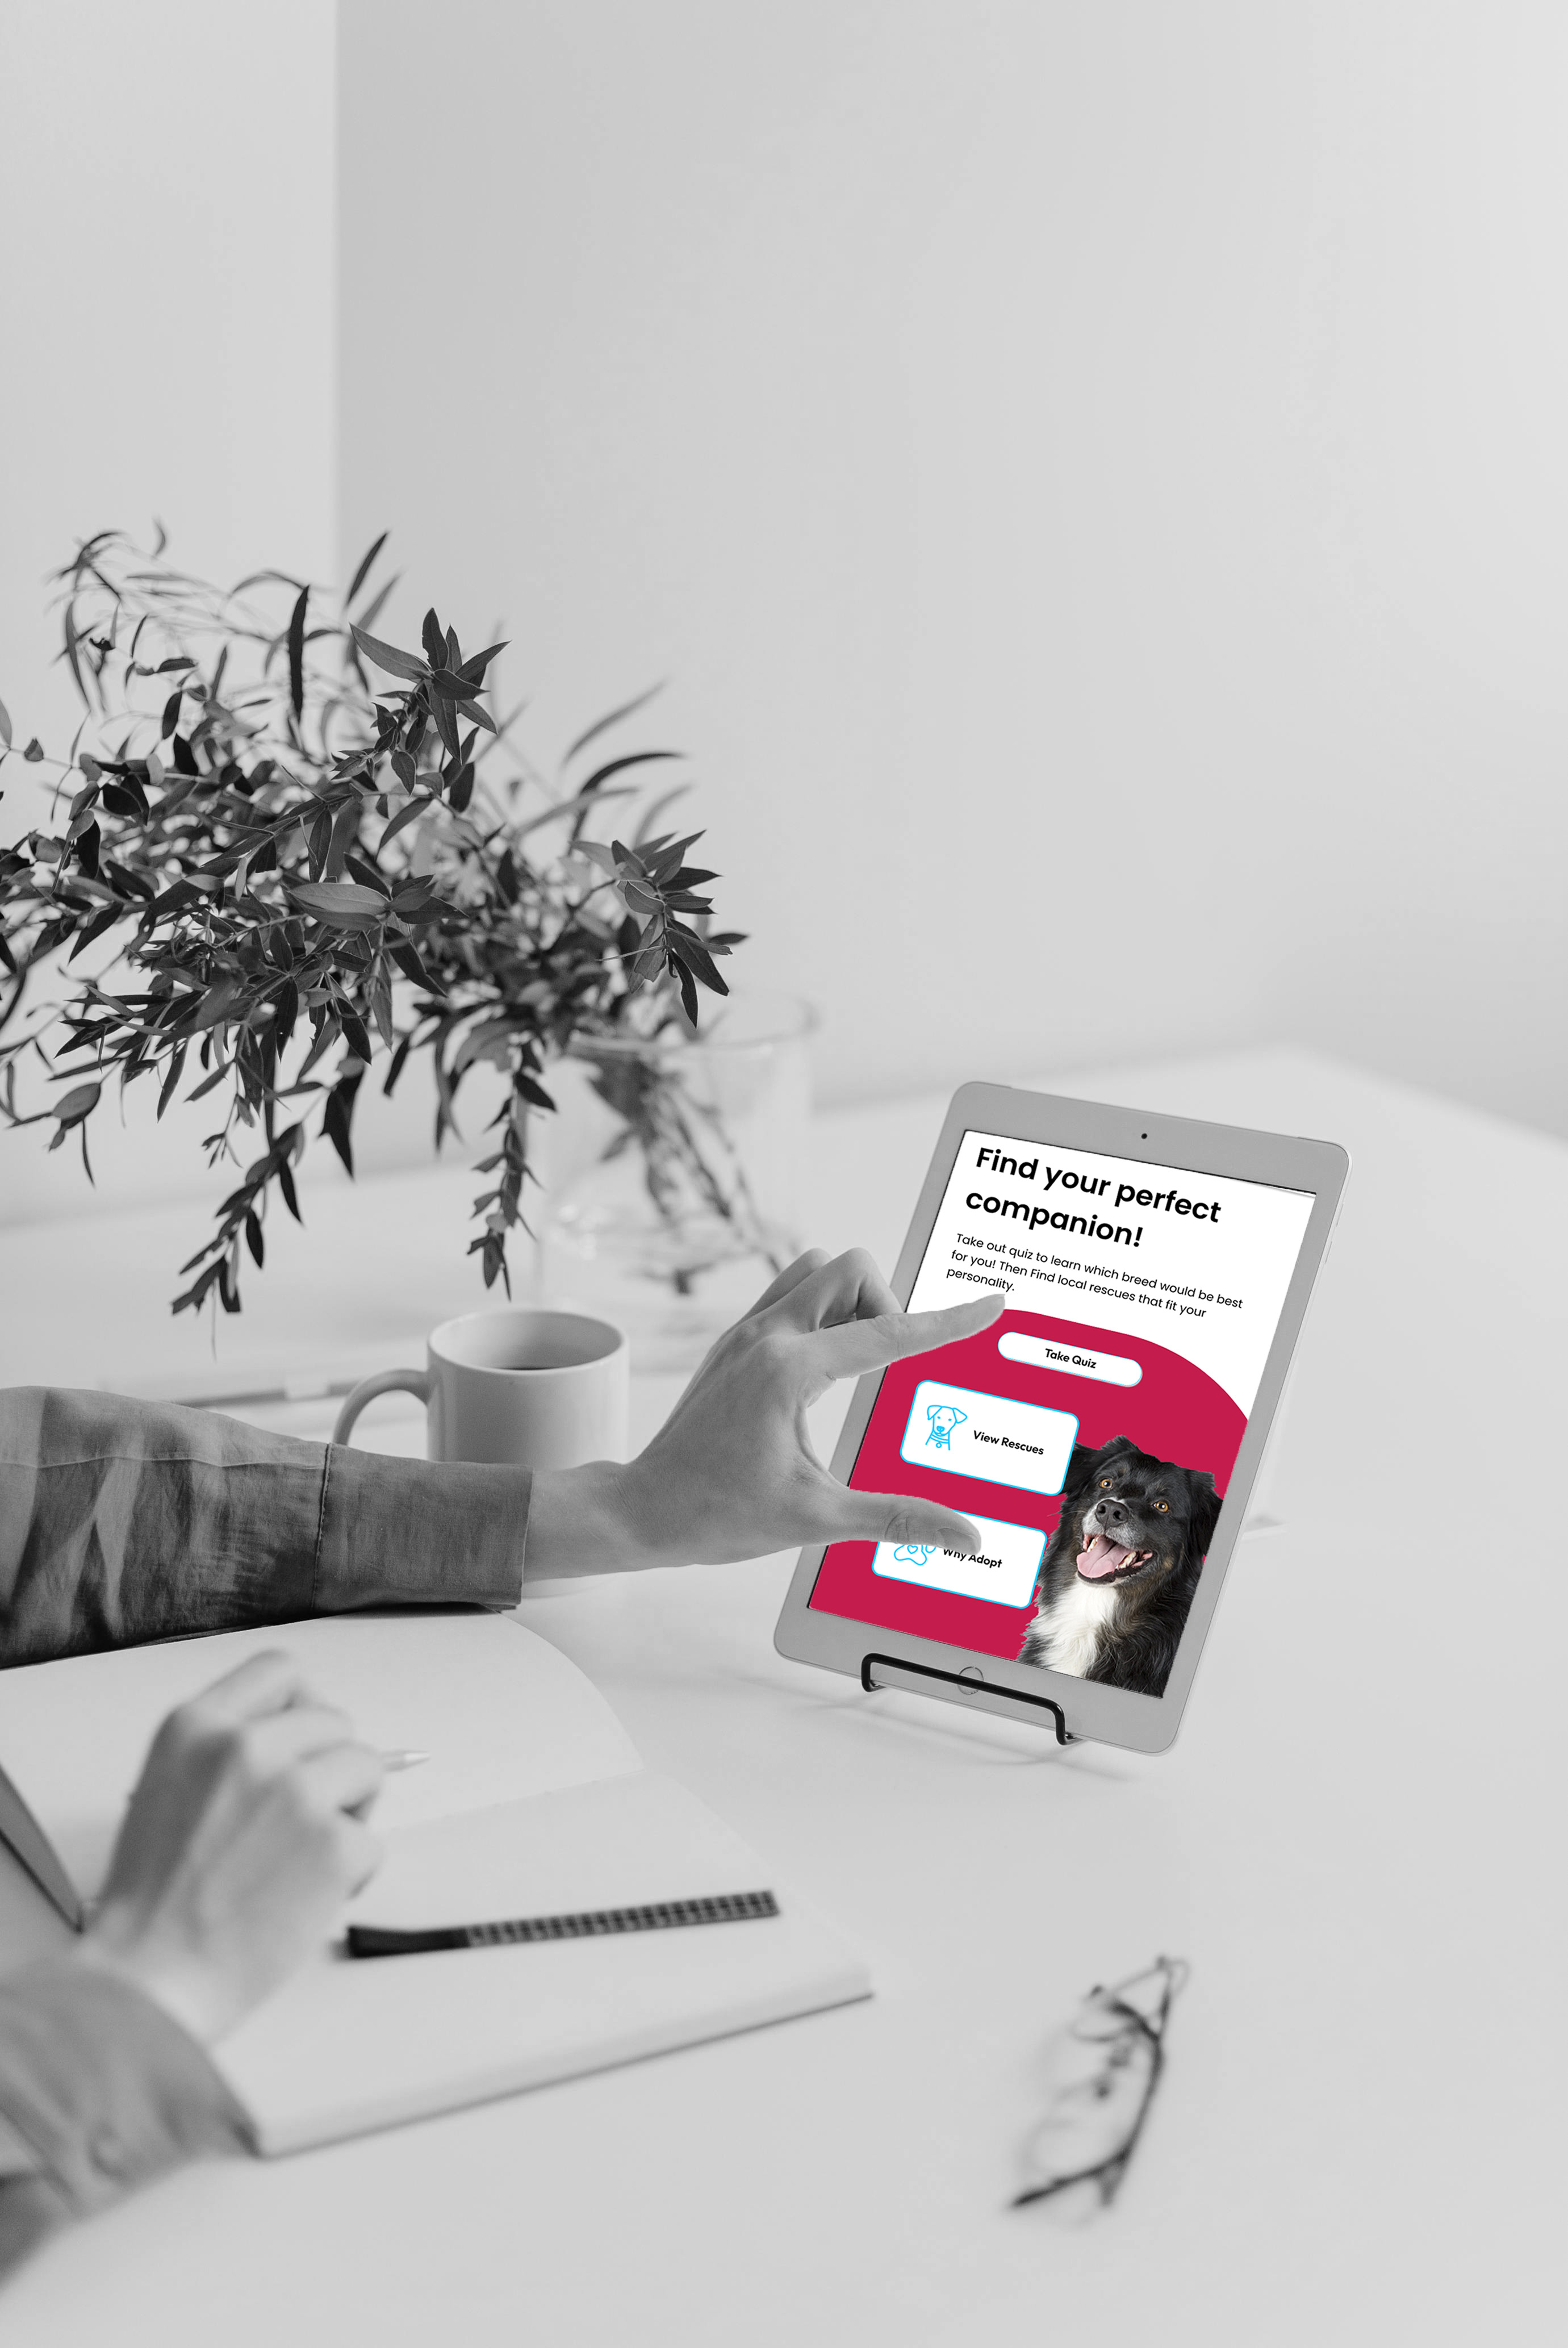 Find your perfect
companion!
Take out quiz to learn which breed would be best
for you! Then Find local rescues that fit your
personality.
Take Quiz
View Rescues
Why Adopt